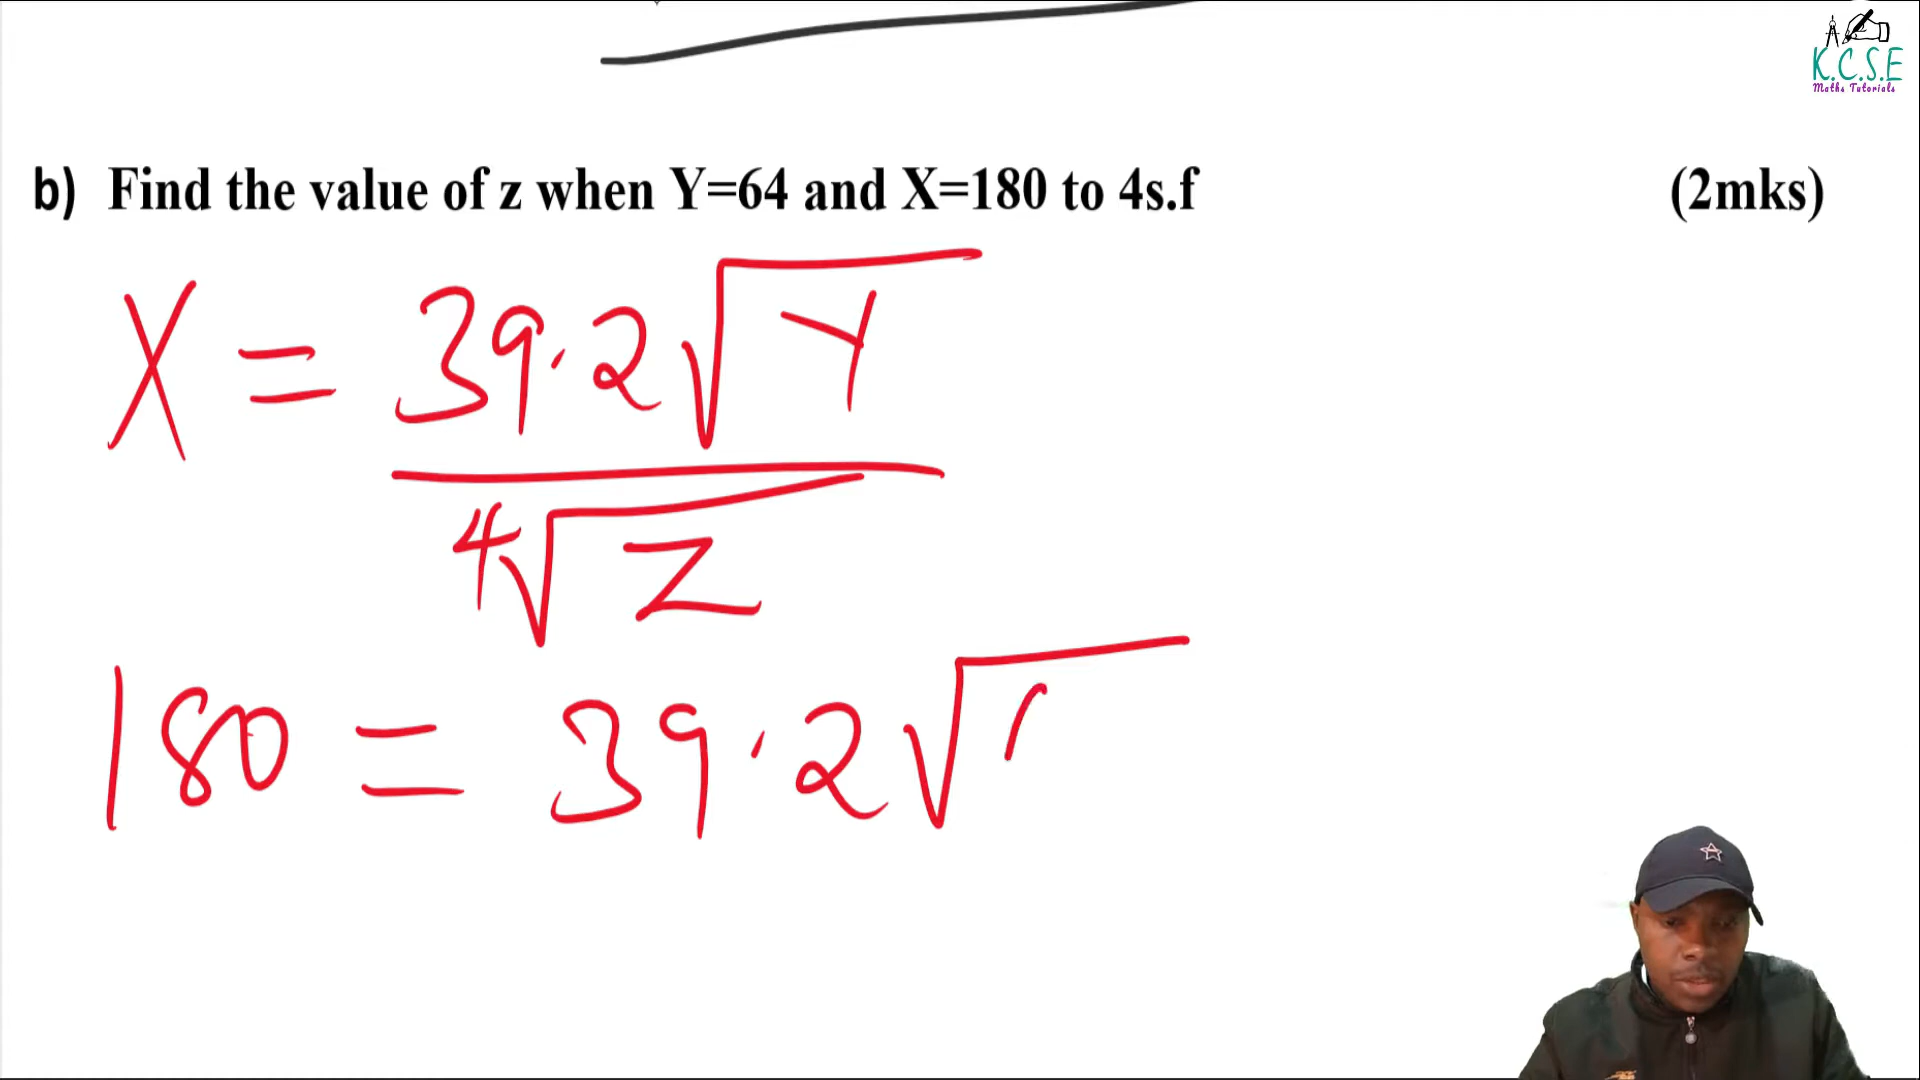 K.C.S.E
Maths Tutorials
b) Find the value of z when Y=64 and X=180 to 4s.f (2mks)
X = 39.2√Y
⁴√Z
180 = 39.2√